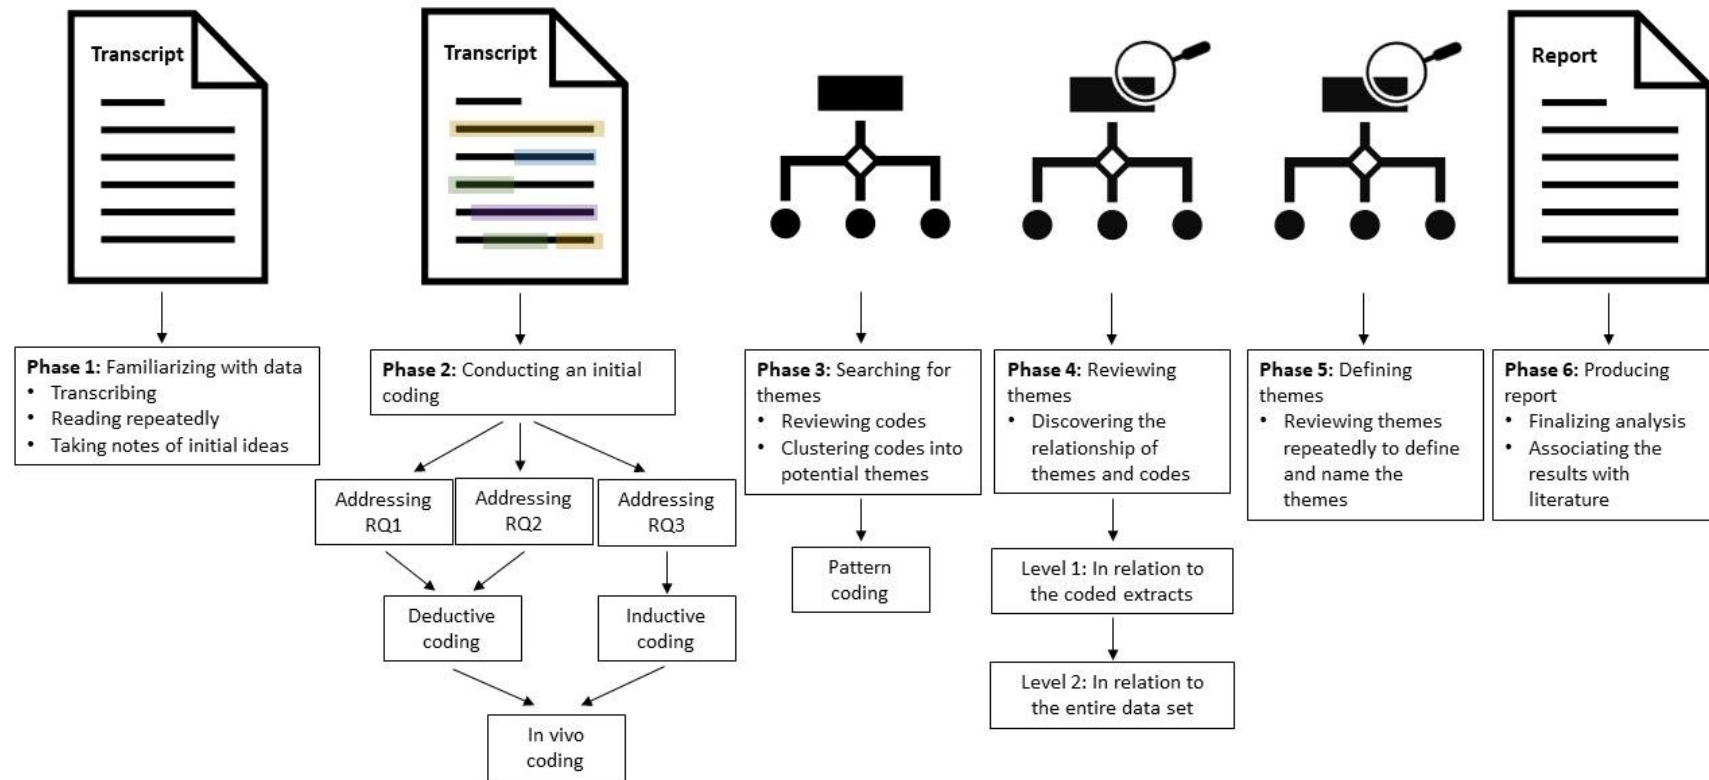 Transcript
Transcript
Report
Phase 1: Familiarizing with data
• Transcribing
• Reading repeatedly
• Taking notes of initial ideas
Phase 2: Conducting an initial
coding
Addressing
RQ1
Addressing
RQ2
Addressing
RQ3
Deductive
coding
Inductive
coding
In vivo
coding
Phase 3: Searching for
themes
• Reviewing codes
• Clustering codes into
potential themes
Pattern
coding
Phase 4: Reviewing
themes
• Discovering the
relationship of
themes and codes
Level 1: In relation to
the coded extracts
Level 2: In relation to
the entire data set
Phase 5: Defining
themes
• Reviewing themes
repeatedly to define
and name the
themes
Phase 6: Producing
report
• Finalizing analysis
• Associating the
results with
literature